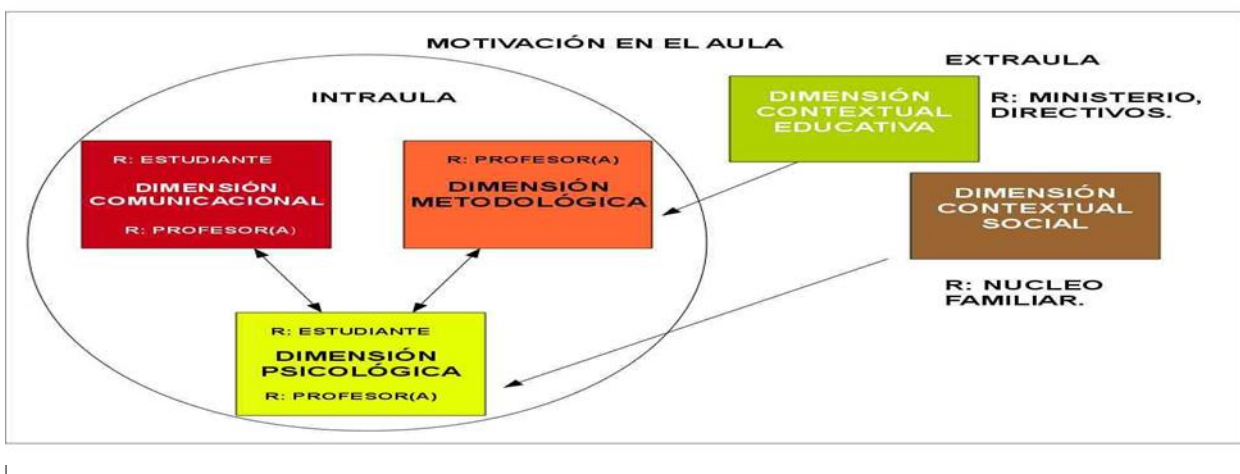 MOTIVACIÓN EN EL AULA
EXTRAULA
INTRAULA
DIMENSIÓN
CONTEXTUAL
EDUCATIVA
R: MINISTERIO,
DIRECTIVOS.
R: ESTUDIANTE
DIMENSIÓN
COMUNICACIONAL
R: PROFESOR(A)
R: PROFESOR(A)
DIMENSIÓN
METODOLÓGICA
DIMENSIÓN
CONTEXTUAL
SOCIAL
R: NUCLEO
FAMILIAR.
R: ESTUDIANTE
DIMENSIÓN
PSICOLÓGICA
R: PROFESOR(A)